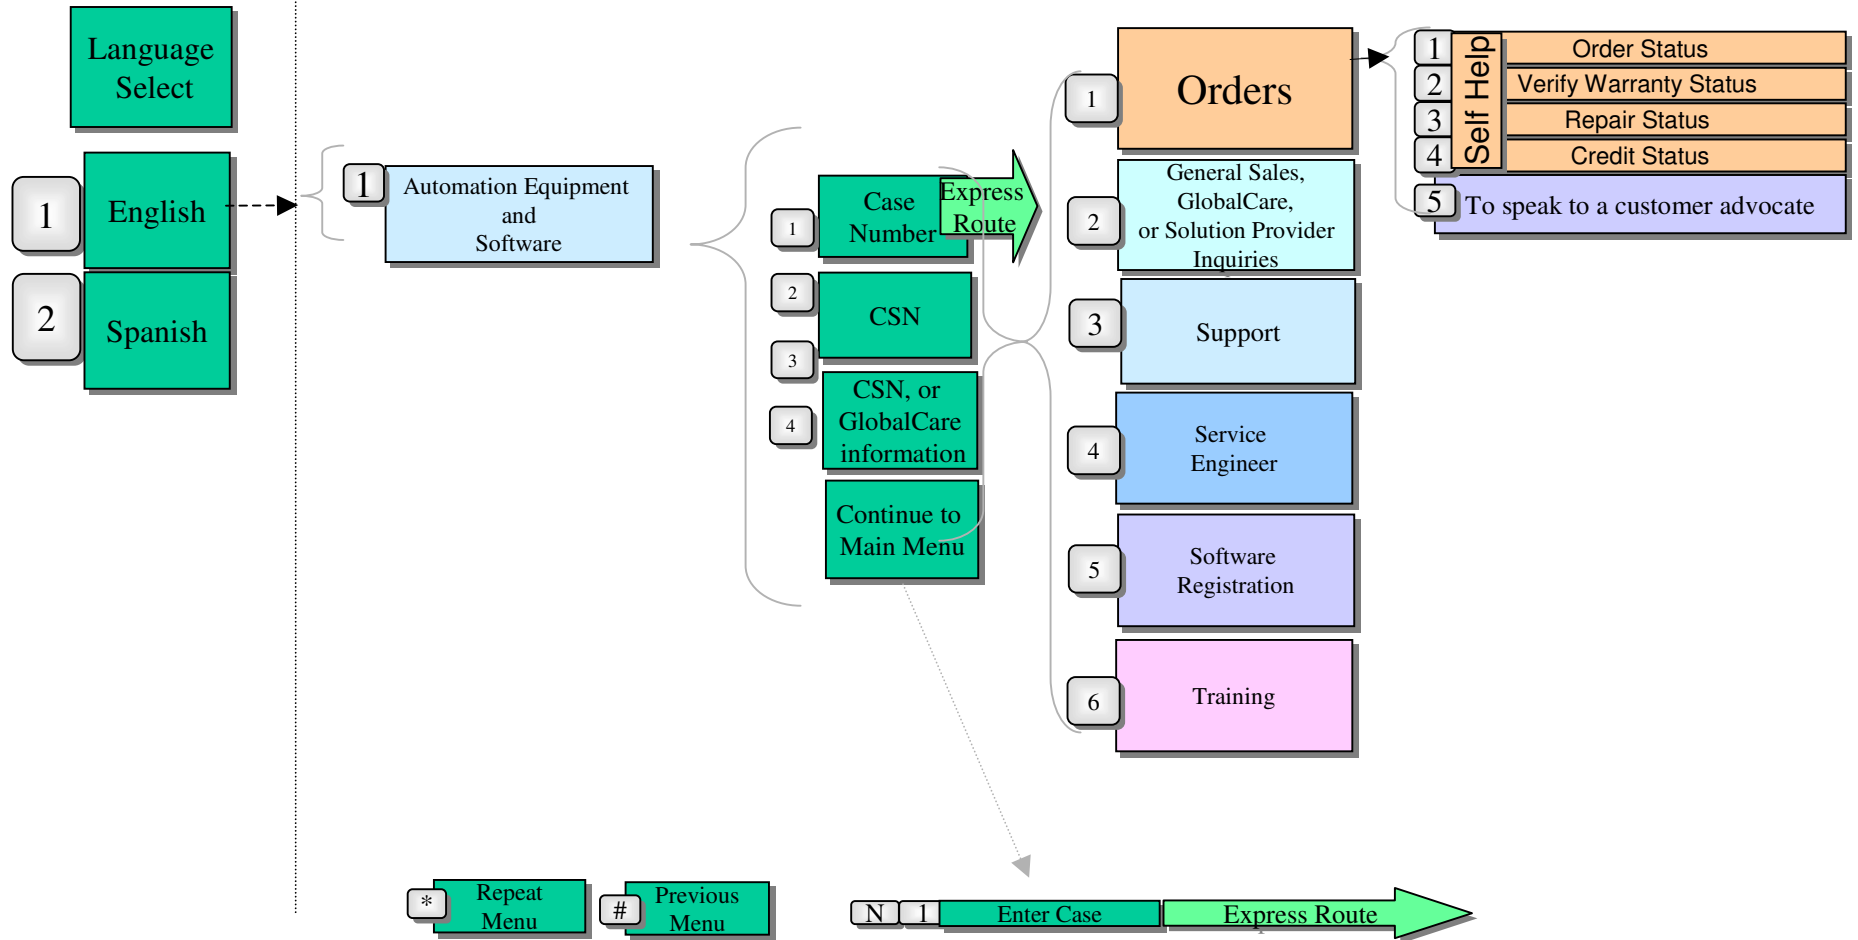 Language
Select
1
English
2
Spanish
1
Automation Equipment
and
Software
1
Case
Number
Express
Route
2
CSN
3
CSN, or
GlobalCare
information
4
Continue to
Main Menu
1
Orders
2
General Sales,
GlobalCare,
or Solution Provider
Inquiries
3
Support
4
Service
Engineer
5
Software
Registration
6
Training
Self Help
1
Order Status
2
Verify Warranty Status
3
Repair Status
4
Credit Status
5
To speak to a customer advocate
*
Repeat
Menu
#
Previous
Menu
N
1
Enter Case
Express Route